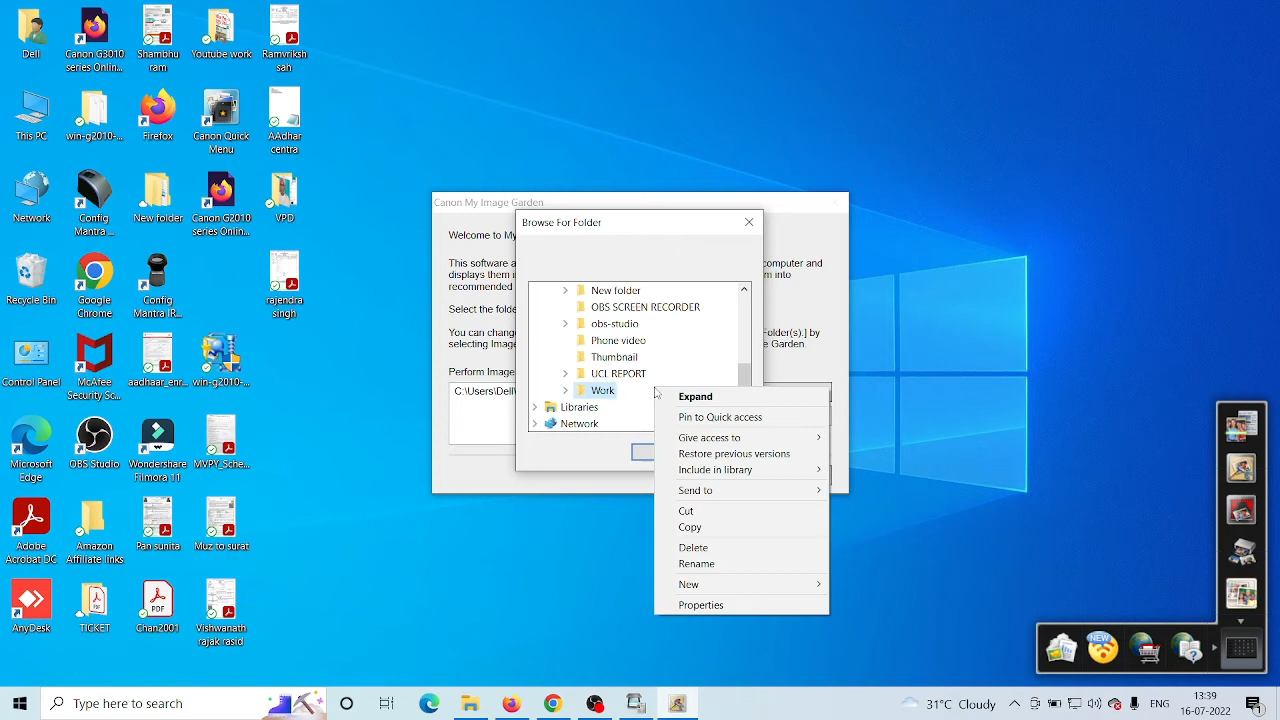 Dell
Canon G3010
series Onlin...
Shambhu
ram
Youtube work
Ramvriksh
sah
This PC
win-g2010-...
Firefox
Canon Quick
Menu
AAdhar
centra
Network
Config
Mantra ...
New folder
Canon G2010
series Onlin...
VPD
Recycle Bin
Google
Chrome
Config
Mantra IR...
rajendra
singh
Control Panel
McAfee
Security Sc...
aadhaar_enr...
win-g2010-...
Microsoft
Edge
OBS Studio
Wondershare
Filmora 11
MVPY_Sche...
Adobe
Acrobat DC
Amazon
Affiliate links
Pan sunita
Muz to surat
AnyDesk
TICKET
Chan2001
Vishwanath
rajak rasid
Canon My Image Garden
Welcome to My
This software a
displays them i
recommended
Select the folde
You can change
selecting Image
Perform Image
C:\Users\Dell\
omputer and
m into
older(s).] by
Garden.
Browse For Folder
New folder
OBS SCREEN RECORDER
obs-studio
Phone video
Thumbnail
UCL REPORT
Work
Libraries
Network
Expand
Pin to Quick access
Give access to
Restore previous versions
Include in library
Send to
Cut
Copy
Delete
Rename
New
Properties
NEW
Type here to search
31°C Cloudy
13:39
16-07-2022